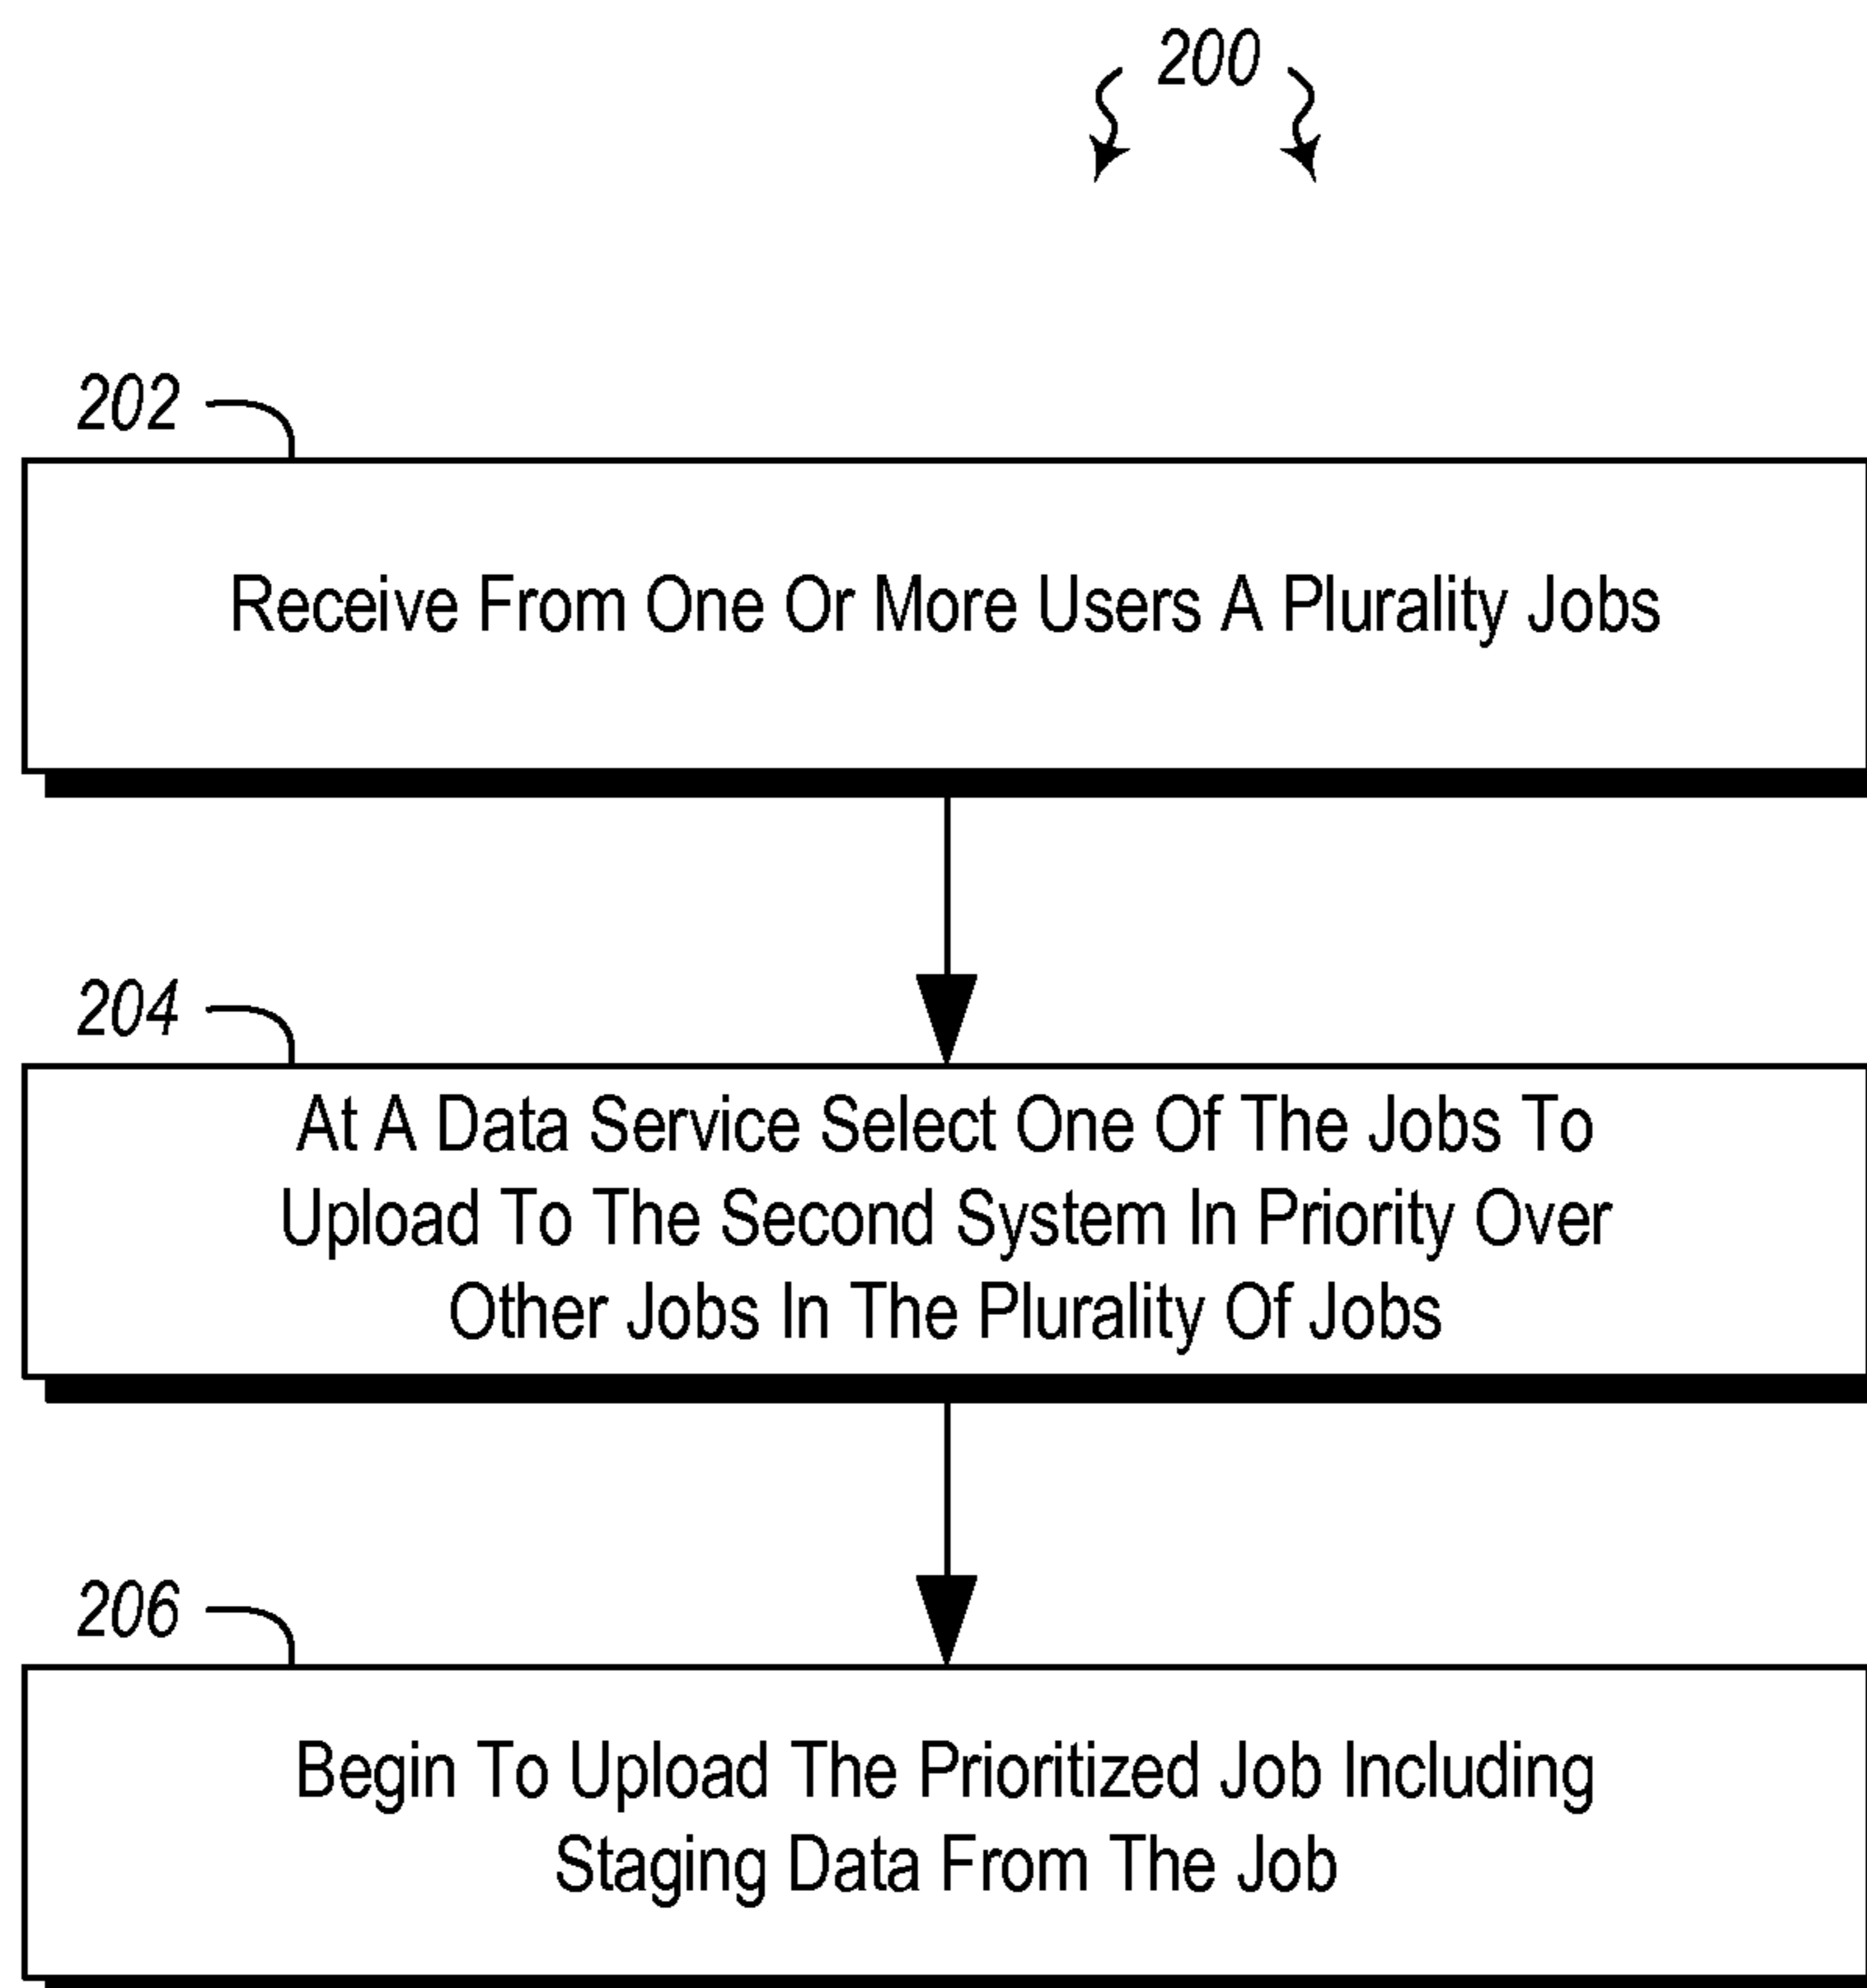 200
202
Receive From One Or More Users A Plurality Jobs
204
At A Data Service Select One Of The Jobs To
Upload To The Second System In Priority Over
Other Jobs In The Plurality Of Jobs
206
Begin To Upload The Prioritized Job Including
Staging Data From The Job